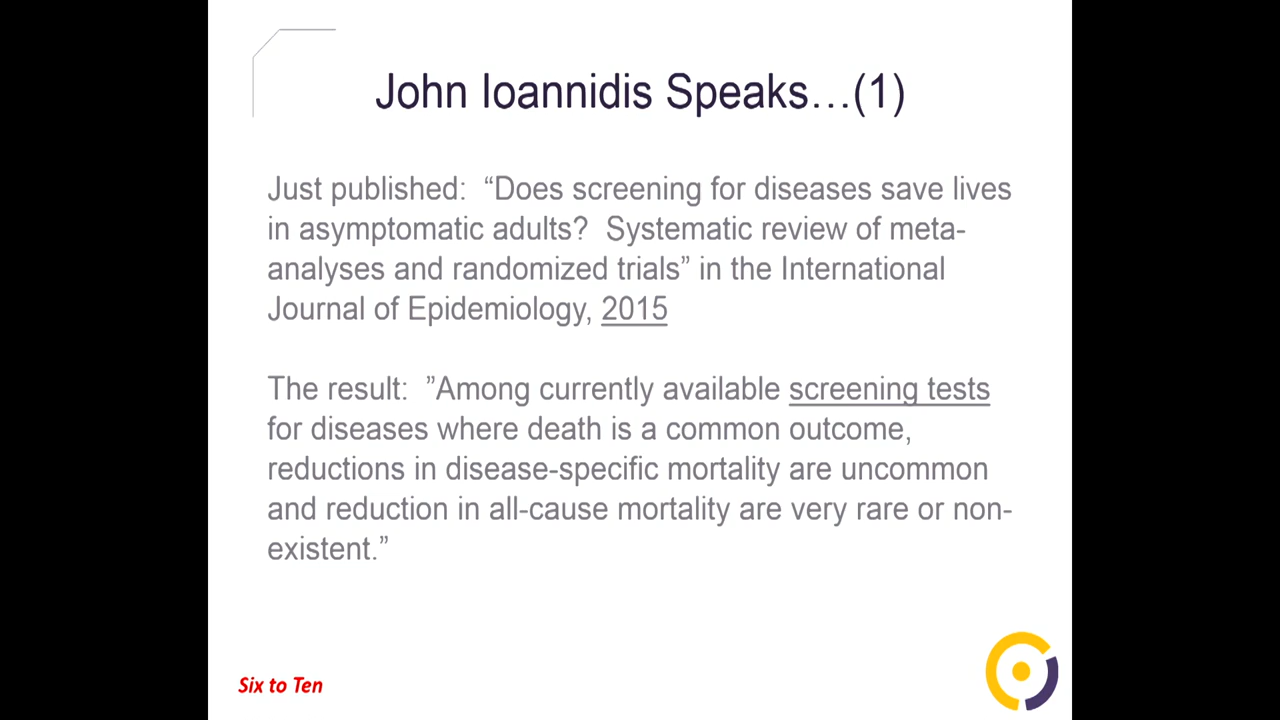 John Ioannidis Speaks…(1)
Just published:  “Does screening for diseases save lives
in asymptomatic adults?  Systematic review of meta-
analyses and randomized trials” in the International
Journal of Epidemiology, 2015
The result:  ”Among currently available screening tests
for diseases where death is a common outcome,
reductions in disease-specific mortality are uncommon
and reduction in all-cause mortality are very rare or non-
existent.”
Six to Ten